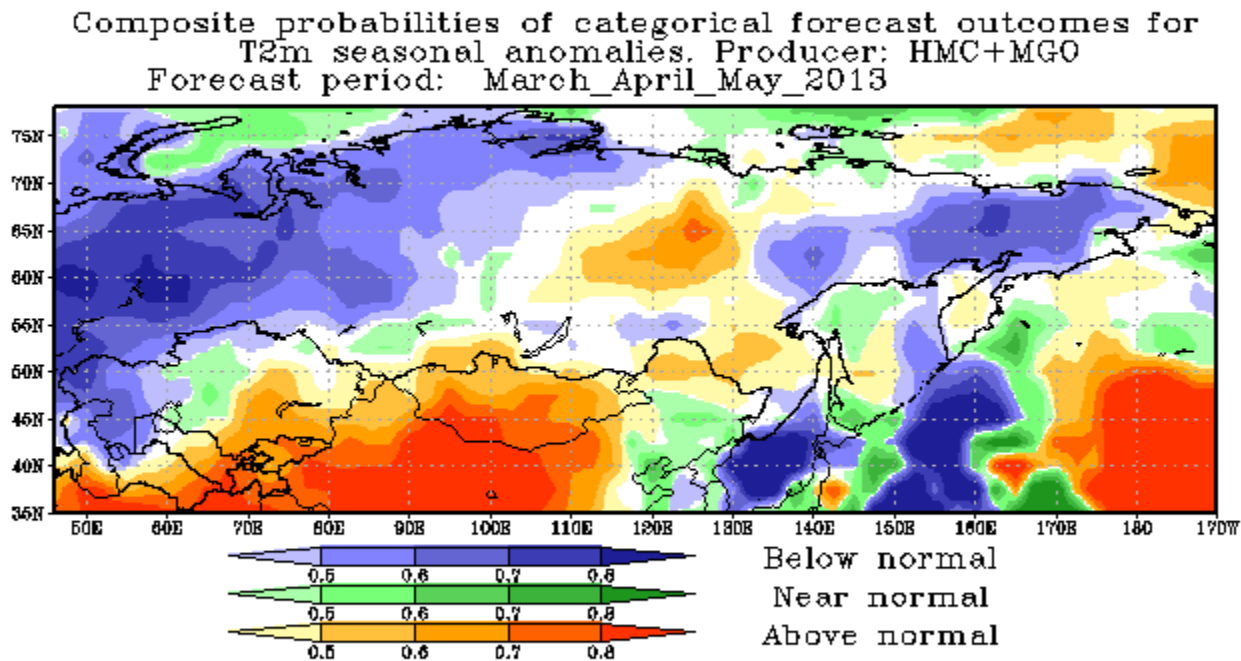 Composite probabilities of categorical forecast outcomes for
T2m seasonal anomalies. Producer: HMC+MGO
Forecast period: March_April_May_2013
75N
70N
65N
60N
55N
50N
45N
40N
35N
50E 60E 70E 80E 90E 100E 110E 120E 130E 140E 150E 160E 170E 180 170W
Below normal
0.5 0.6 0.7 0.8
Near normal
0.5 0.6 0.7 0.8
Above normal
0.5 0.6 0.7 0.8